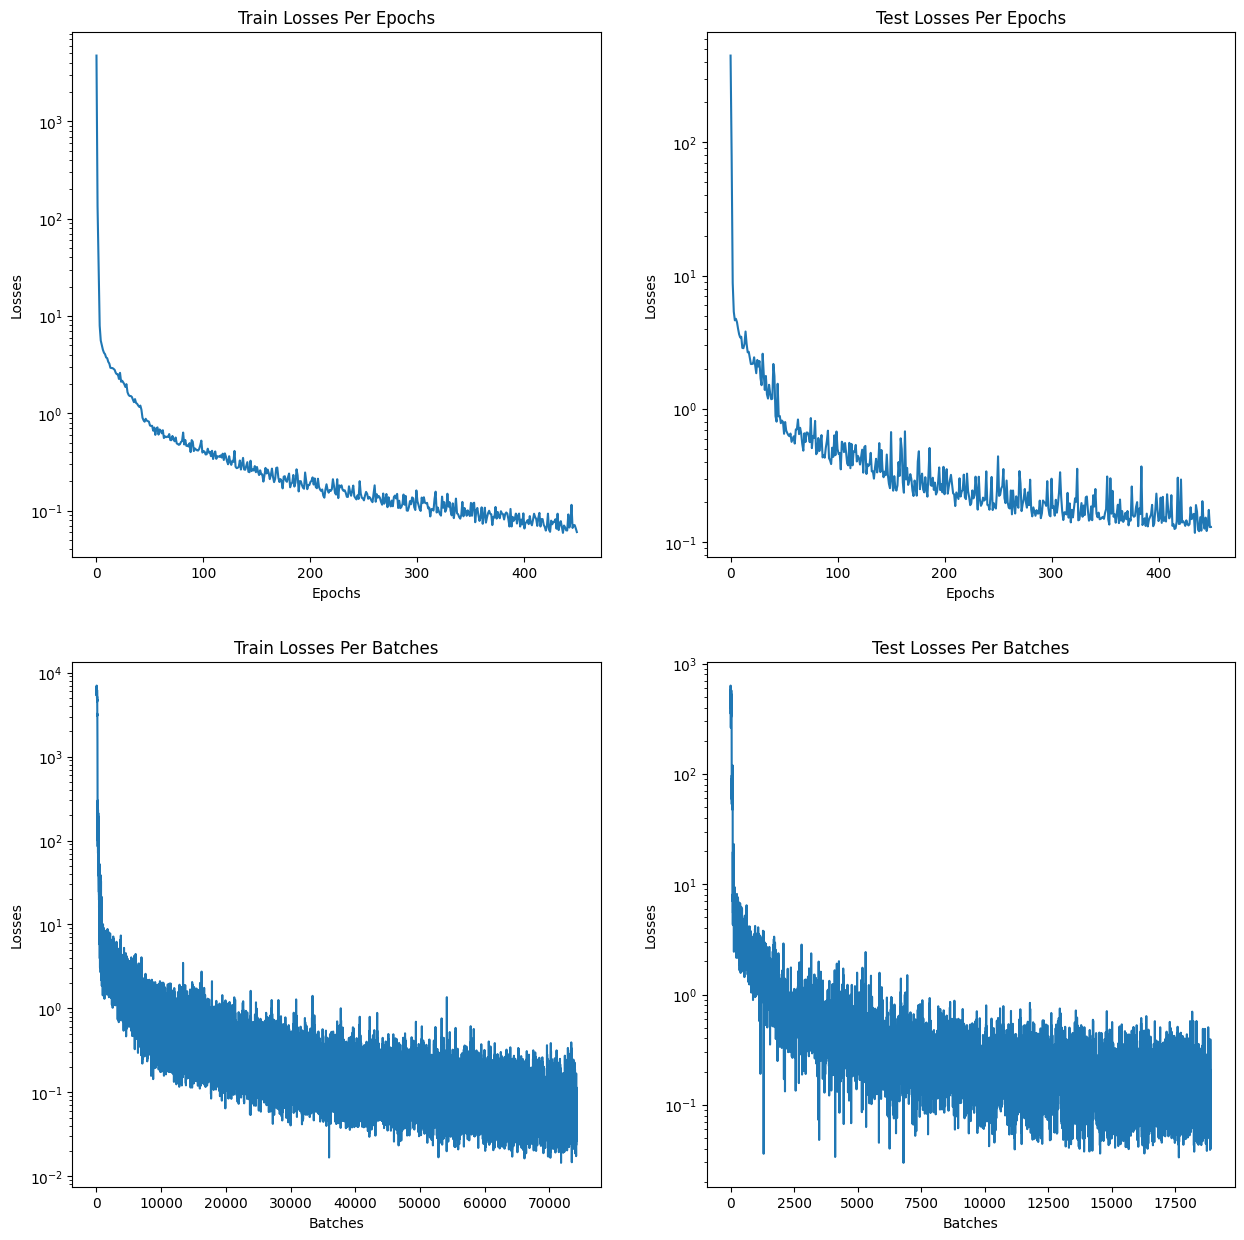 Train Losses Per Epochs
Losses
10^3
10^2
10^1
10^0
10^-1
0 100 200 300 400
Epochs
Test Losses Per Epochs
Losses
10^2
10^1
10^0
10^-1
0 100 200 300 400
Epochs
Train Losses Per Batches
Losses
10^4
10^3
10^2
10^1
10^0
10^-1
10^-2
0 10000 20000 30000 40000 50000 60000 70000
Batches
Test Losses Per Batches
Losses
10^3
10^2
10^1
10^0
10^-1
0 2500 5000 7500 10000 12500 15000 17500
Batches